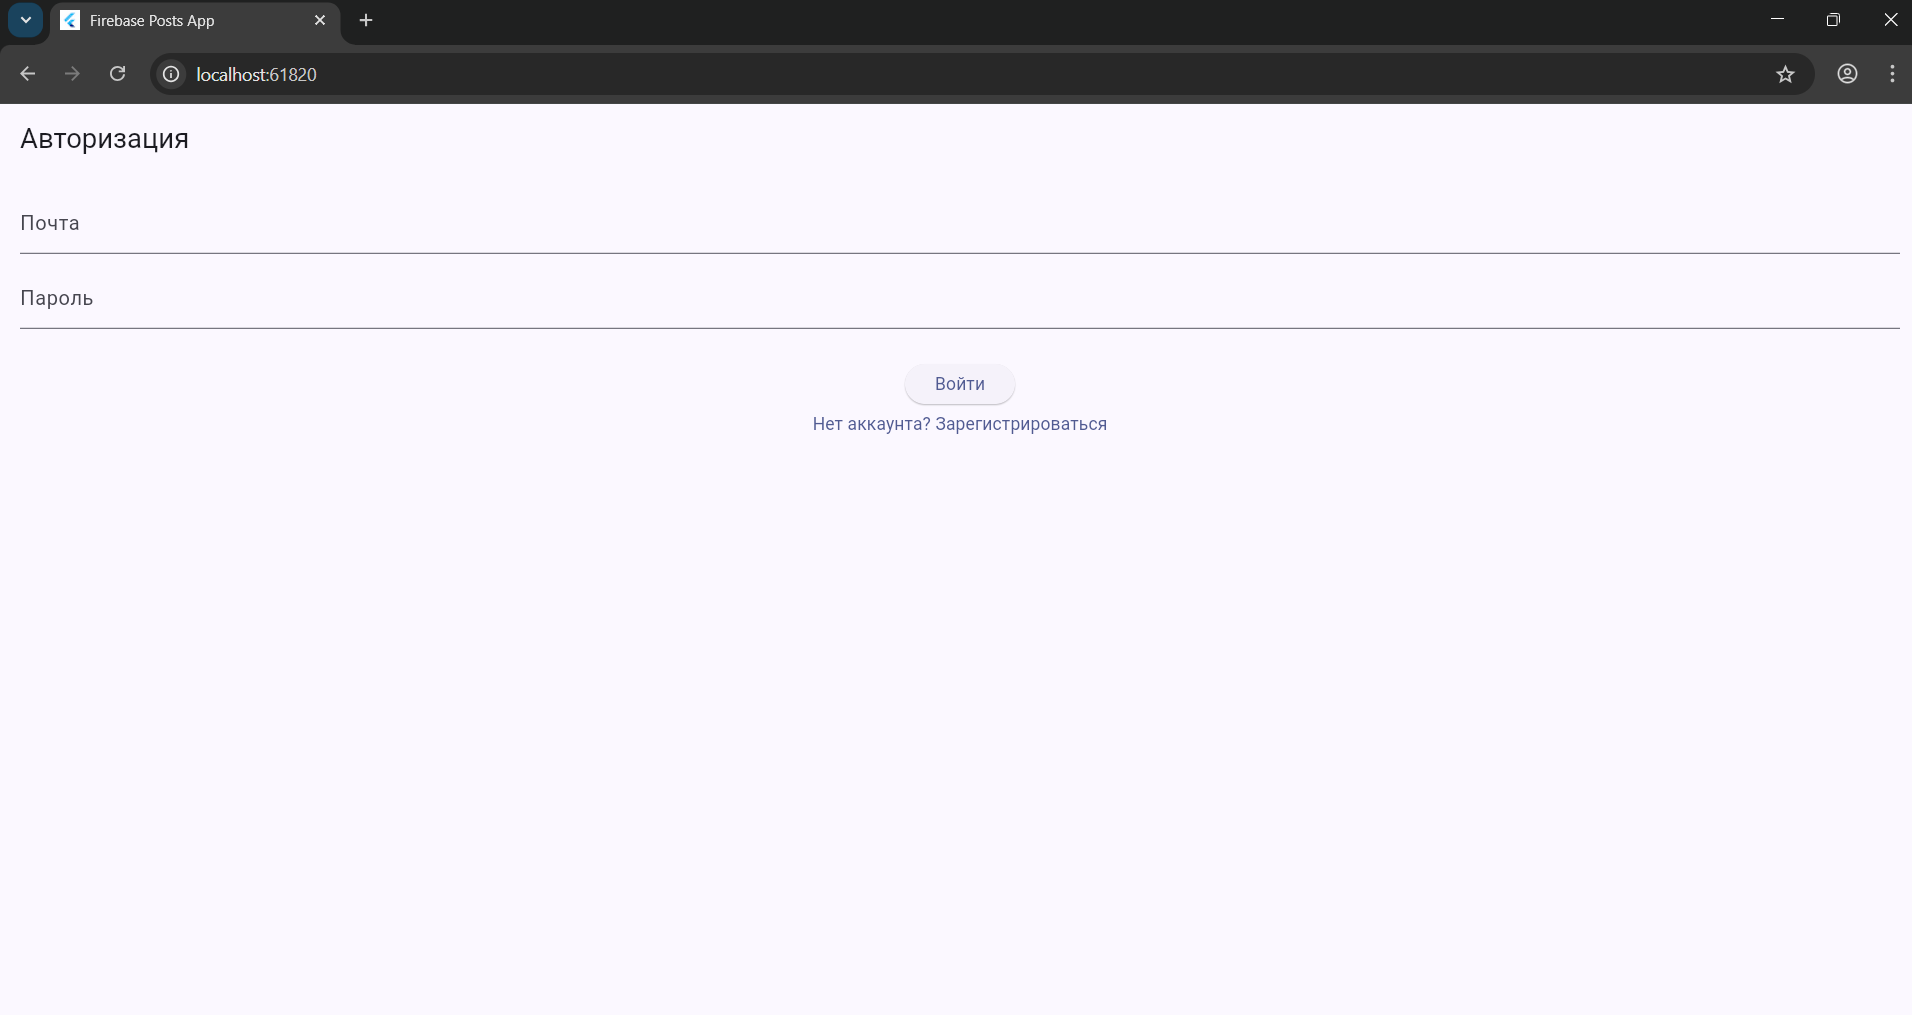 Firebase Posts App
localhost:61820
Авторизация
Почта
Пароль
Войти
Нет аккаунта? Зарегистрироваться